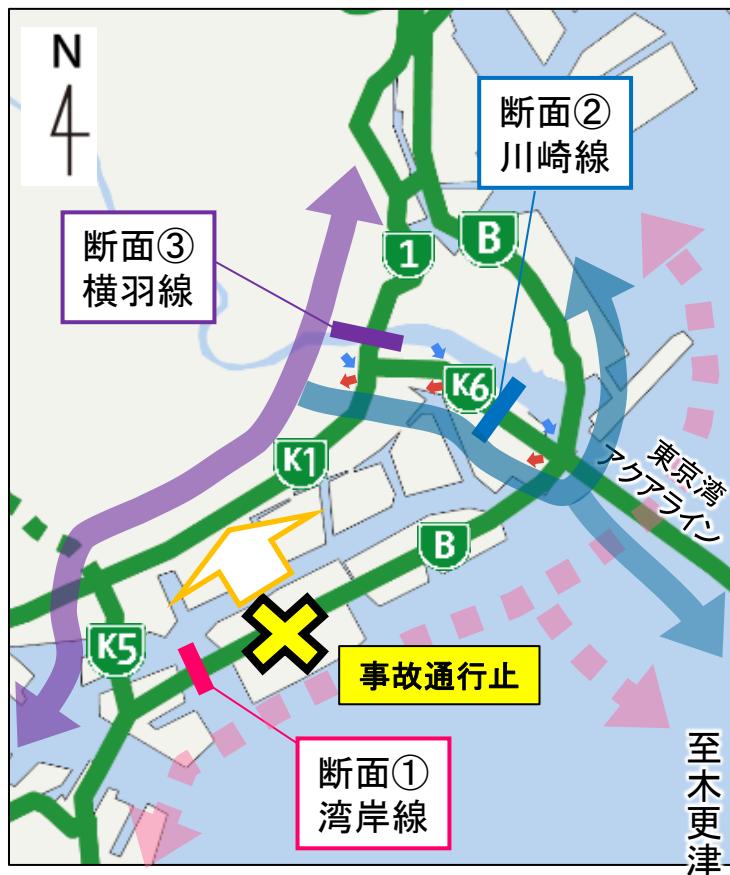 N
断面②
川崎線
断面③
横羽線
1
B
K6
K1
東京湾
アクアライン
B
K5
事故通行止
断面①
湾岸線
至木更津